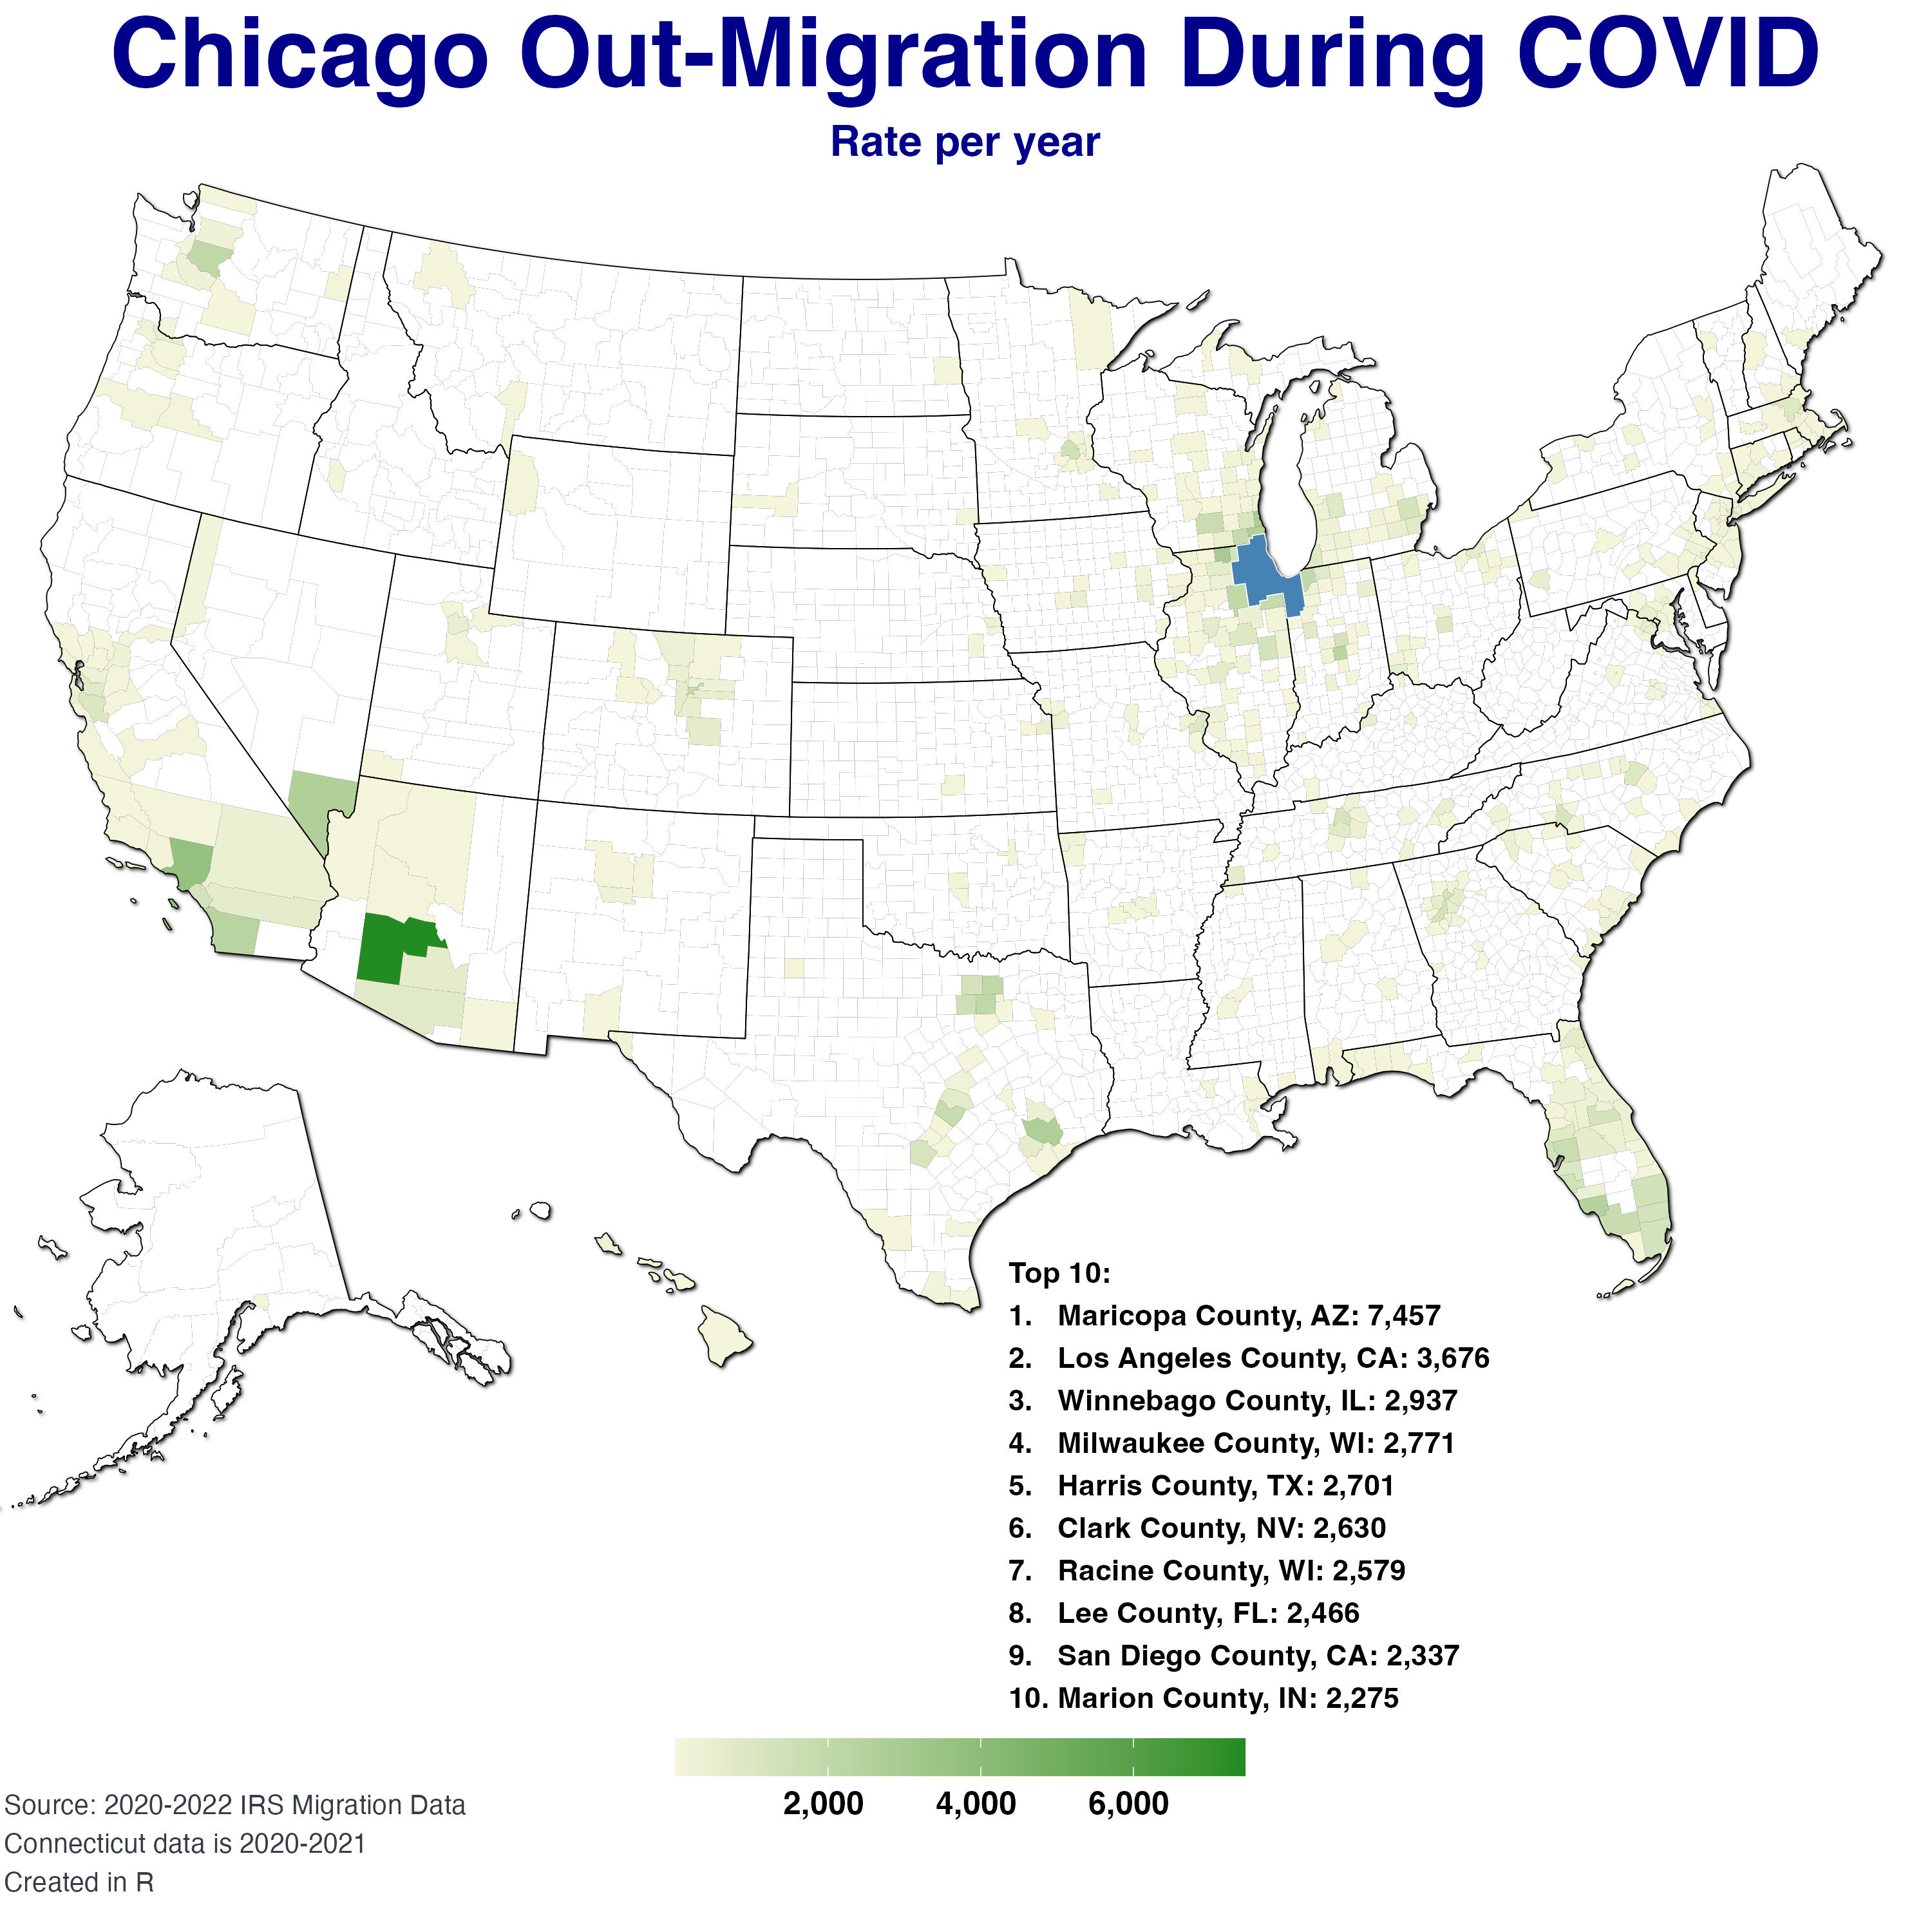 Chicago Out-Migration During COVID
Rate per year
Top 10:
1. Maricopa County, AZ: 7,457
2. Los Angeles County, CA: 3,676
3. Winnebago County, IL: 2,937
4. Milwaukee County, WI: 2,771
5. Harris County, TX: 2,701
6. Clark County, NV: 2,630
7. Racine County, WI: 2,579
8. Lee County, FL: 2,466
9. San Diego County, CA: 2,337
10. Marion County, IN: 2,275
2,000 4,000 6,000
Source: 2020-2022 IRS Migration Data
Connecticut data is 2020-2021
Created in R